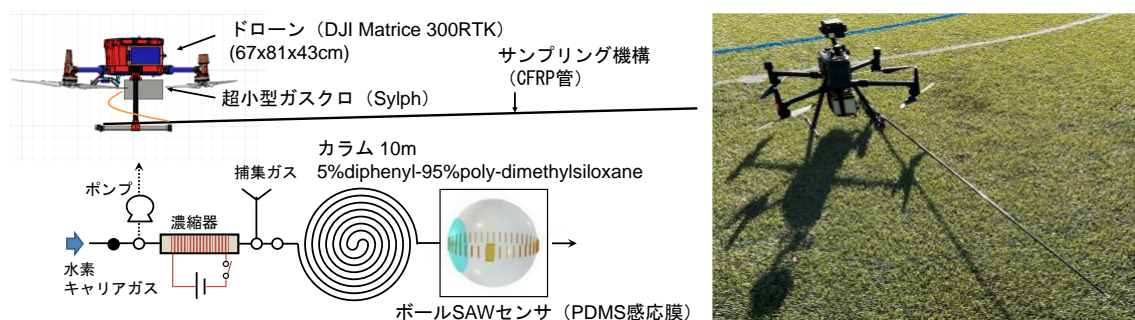 ドローン（DJI Matrice 300RTK）
(67x81x43cm)
サンプリング機構
（CFRP管）
超小型ガスクロ（Sylph）
カラム 10m
5%diphenyl-95%poly-dimethylsiloxane
捕集ガス
ポンプ
濃縮器
水素
キャリアガス
ボールSAWセンサ（PDMS感応膜）